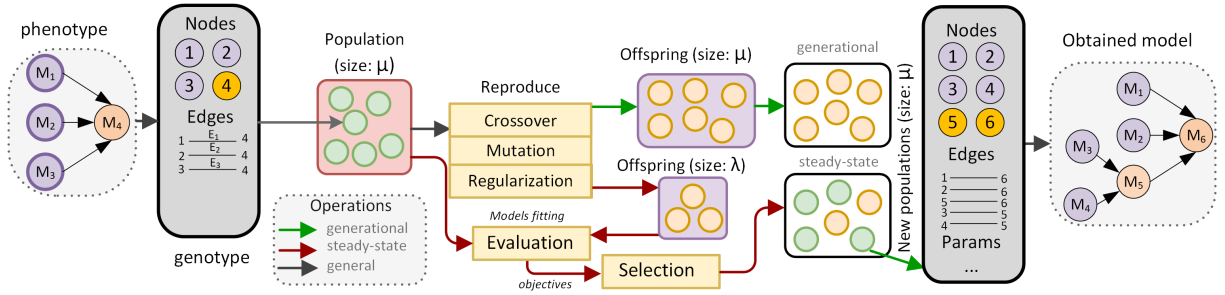 phenotype
M1
M2
M3
M4
Nodes
1 2
3 4
Edges
1 E1 4
2 E2 4
3 E3 4
genotype
Population
(size: μ)
Operations
generational
steady-state
general
Reproduce
Crossover
Mutation
Regularization
Models fitting
Evaluation
objectives
Selection
Offspring (size: μ)
Offspring (size: λ)
generational
steady-state
New populations (size: μ)
Nodes
1 2
3 4
5 6
Edges
1 6
2 6
5 6
3 5
4 5
Params
...
Obtained model
M1
M2
M3
M4
M5
M6